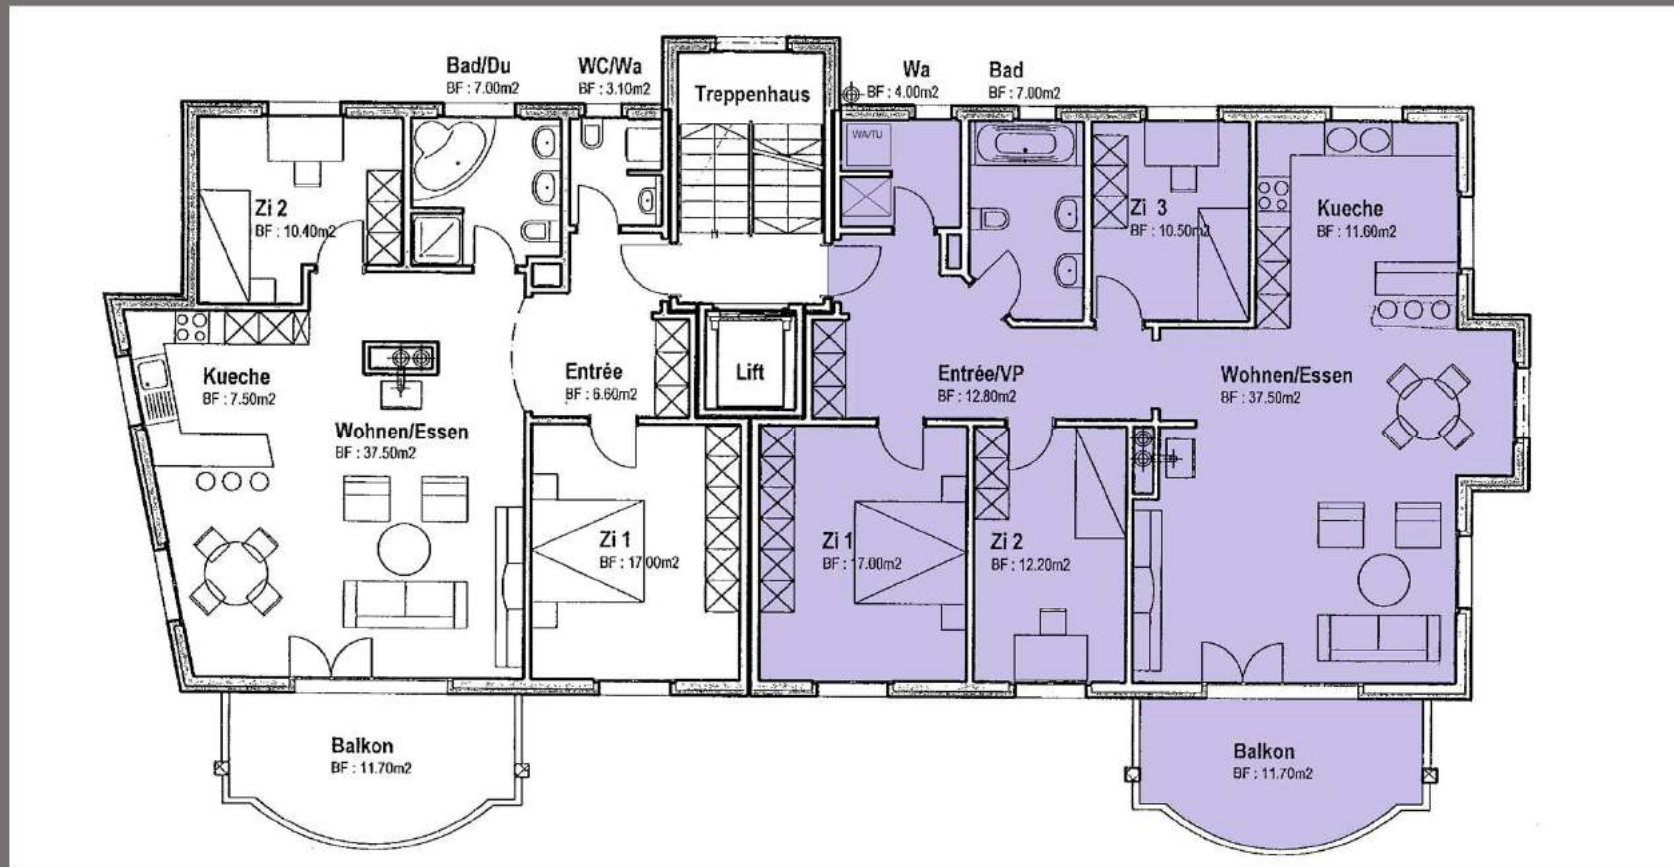 Bad/Du
BF : 7.00m2
WC/Wa
BF : 3.10m2
Treppenhaus
Wa
BF : 4.00m2
Bad
BF : 7.00m2
WA/TU
Zi 2
BF : 10.40m2
Zi 3
BF : 10.50m2
Kueche
BF : 11.60m2
Kueche
BF : 7.50m2
Entrée
BF : 6.60m2
Lift
Entrée/VP
BF : 12.80m2
Wohnen/Essen
BF : 37.50m2
Wohnen/Essen
BF : 37.50m2
Zi 1
BF : 17.00m2
Zi 1
BF : 17.00m2
Zi 2
BF : 12.20m2
Balkon
BF : 11.70m2
Balkon
BF : 11.70m2